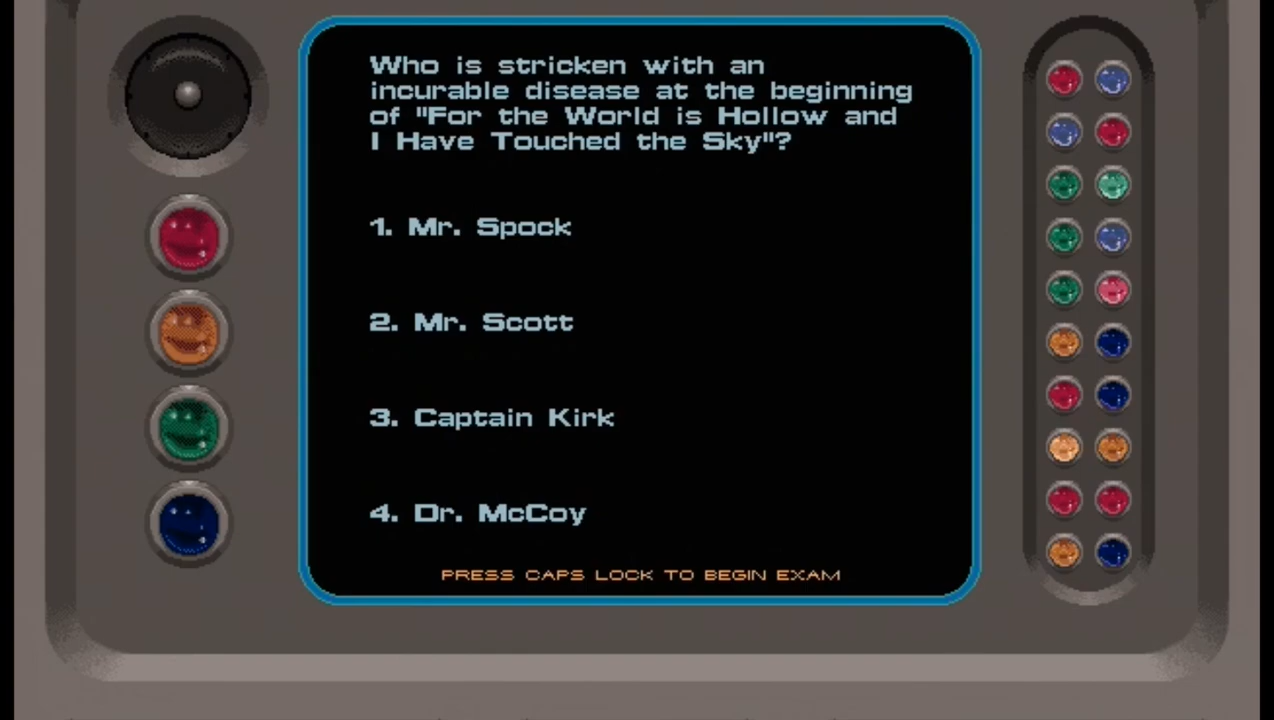 Who is stricken with an
incurable disease at the beginning
of "For the World is Hollow and
I Have Touched the Sky"?
1. Mr. Spock
2. Mr. Scott
3. Captain Kirk
4. Dr. McCoy
PRESS CAPS LOCK TO BEGIN EXAM